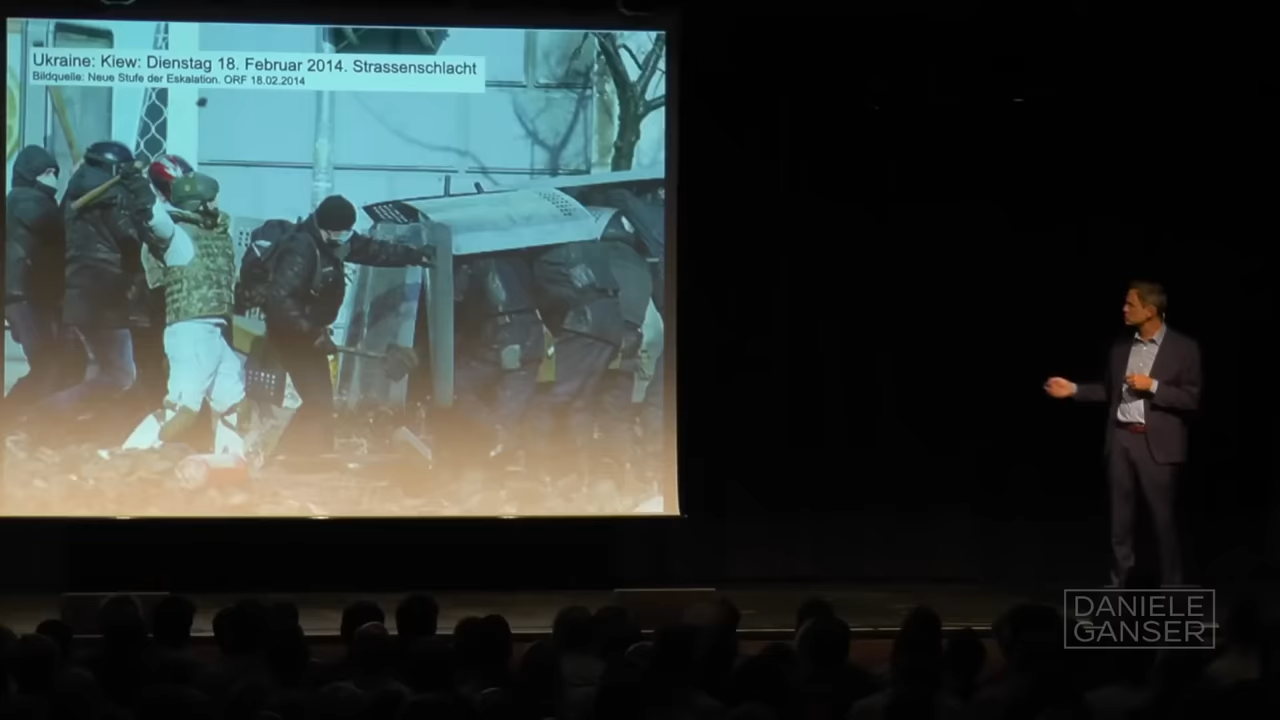 Ukraine: Kiew: Dienstag 18. Februar 2014. Strassenschlacht
Bildquelle: Neue Stufe der Eskalation. ORF 18.02.2014
DANIELE
GANSER